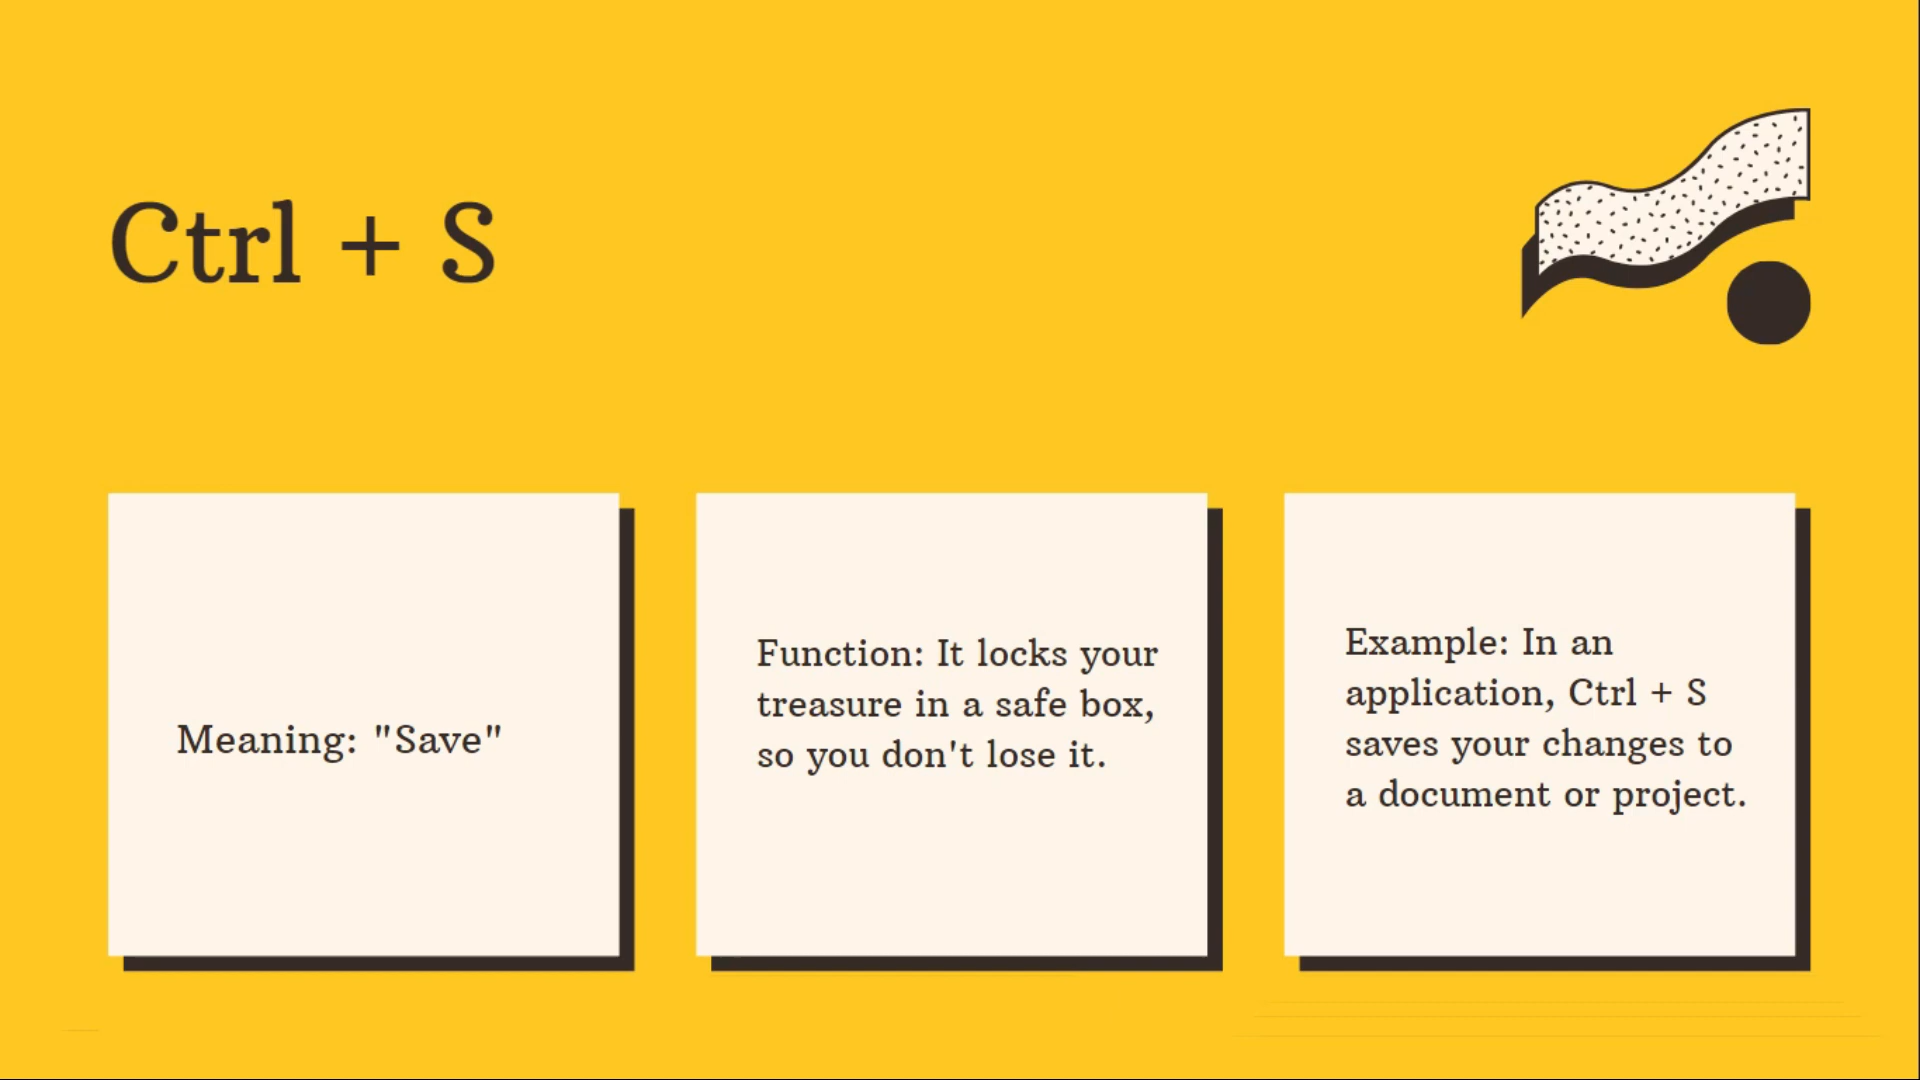 Ctrl + S
Meaning: "Save"
Function: It locks your
treasure in a safe box,
so you don't lose it.
Example: In an
application, Ctrl + S
saves your changes to
a document or project.